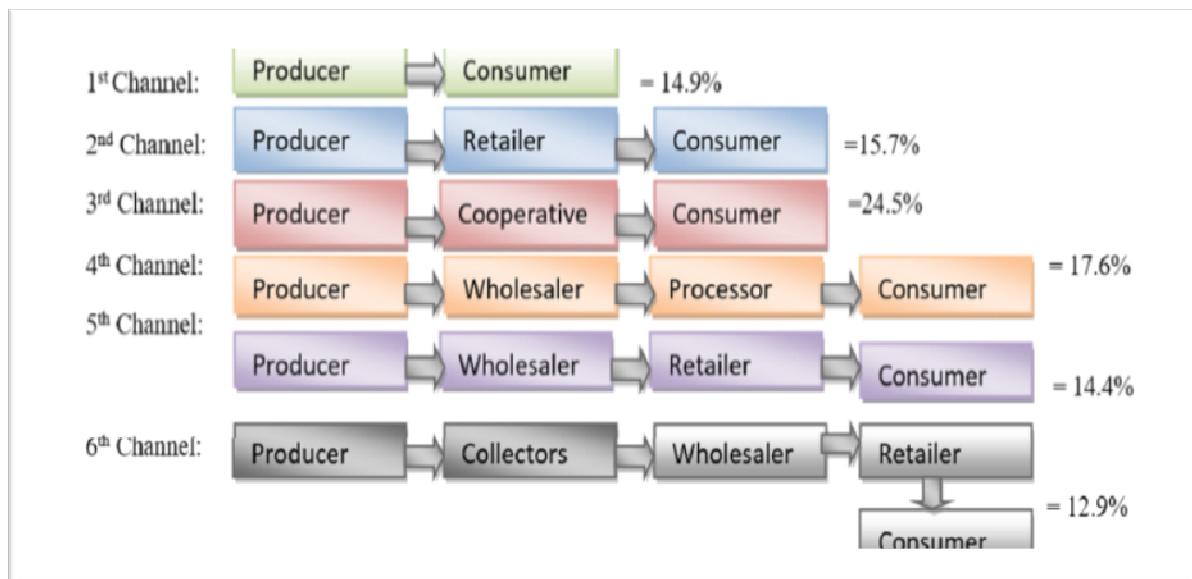 1st Channel: Producer Consumer = 14.9%
2nd Channel: Producer Retailer Consumer =15.7%
3rd Channel: Producer Cooperative Consumer =24.5%
4th Channel: Producer Wholesaler Processor Consumer = 17.6%
5th Channel: Producer Wholesaler Retailer Consumer = 14.4%
6th Channel: Producer Collectors Wholesaler Retailer
Consumer = 12.9%